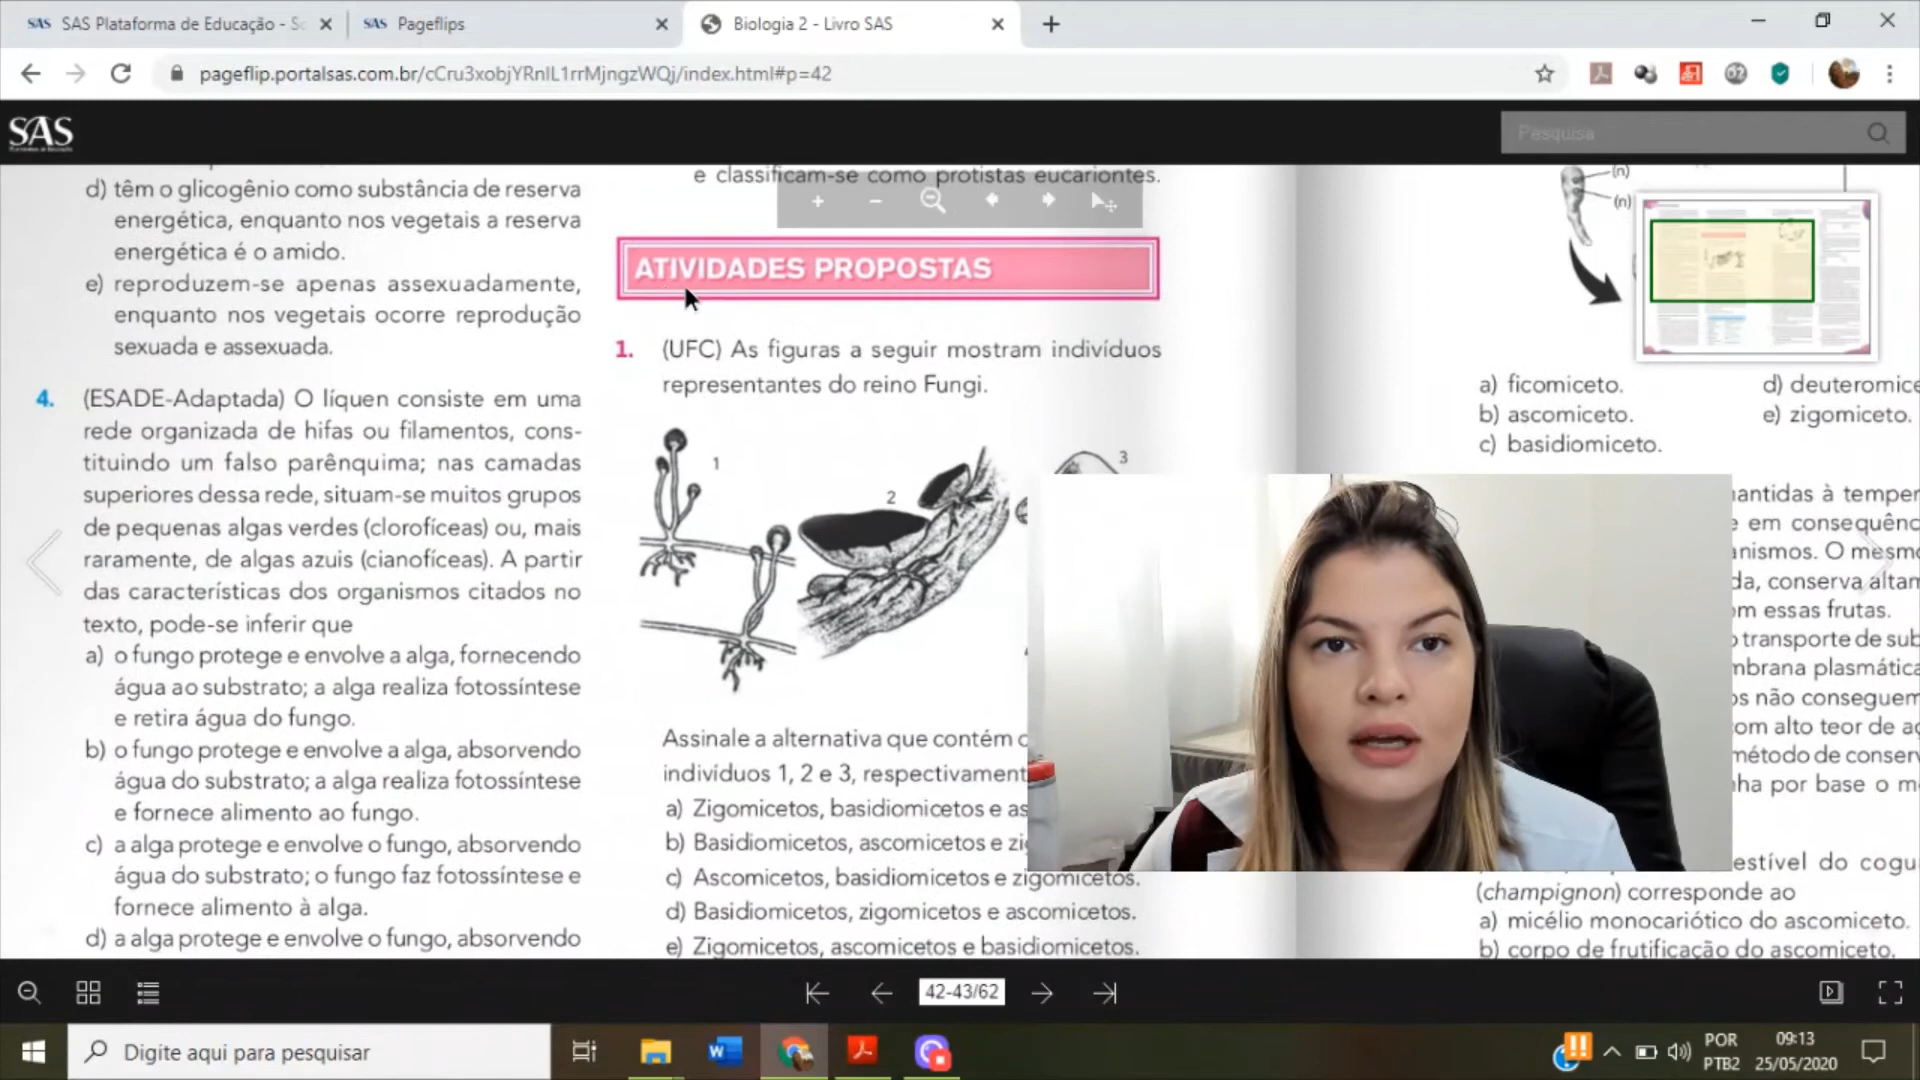 SAS SAS Plataforma de Educação - Sc
SAS Pageflips
Biologia 2 - Livro SAS
pageflip.portalsas.com.br/cCru3xobjYRnlL1rrMjngzWQj/index.html#p=42
SAS
Pesquisa
d) têm o glicogênio como substância de reserva
energética, enquanto nos vegetais a reserva
energética é o amido.
e) reproduzem-se apenas assexuadamente,
enquanto nos vegetais ocorre reprodução
sexuada e assexuada.
4. (ESADE-Adaptada) O líquen consiste em uma
rede organizada de hifas ou filamentos, cons-
tituindo um falso parênquima; nas camadas
superiores dessa rede, situam-se muitos grupos
de pequenas algas verdes (clorofíceas) ou, mais
raramente, de algas azuis (cianofíceas). A partir
das características dos organismos citados no
texto, pode-se inferir que
a) o fungo protege e envolve a alga, fornecendo
água ao substrato; a alga realiza fotossíntese
e retira água do fungo.
b) o fungo protege e envolve a alga, absorvendo
água do substrato; a alga realiza fotossíntese
e fornece alimento ao fungo.
c) a alga protege e envolve o fungo, absorvendo
água do substrato; o fungo faz fotossíntese e
fornece alimento à alga.
d) a alga protege e envolve o fungo, absorvendo
e classificam-se como protistas eucariontes.
ATIVIDADES PROPOSTAS
1. (UFC) As figuras a seguir mostram indivíduos
representantes do reino Fungi.
1
2
3
Assinale a alternativa que contém
indivíduos 1, 2 e 3, respectivament
a) Zigomicetos, basidiomicetos e as
b) Basidiomicetos, ascomicetos e zi
c) Ascomicetos, basidiomicetos e zigomicetos.
d) Basidiomicetos, zigomicetos e ascomicetos.
e) Zigomicetos, ascomicetos e basidiomicetos.
(n)
(n)
a) ficomiceto. d) deuteromice
b) ascomiceto. e) zigomiceto.
c) basidiomiceto.
antidas à temper
e em consequênc
anismos. O mesmo
da, conserva altam
m essas frutas.
transporte de sub
mbrana plasmática
os não conseguem
om alto teor de aç
método de conserv
ha por base o m
estível do cogu
(champignon) corresponde ao
a) micélio monocariótico do ascomiceto.
b) corpo de frutificação do ascomiceto.
42-43/62
Digite aqui para pesquisar
POR
PTB2
09:13
25/05/2020